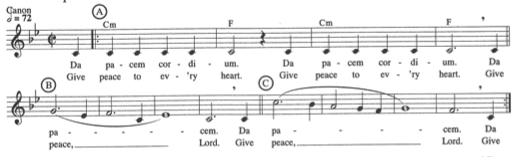 Canon
𝅗𝅥 = 72
A
Cm F Cm F
Da pa - cem cor - di - um. Da pa - cem cor - di - um. Da
Give peace to ev - 'ry heart. Give peace to ev - 'ry heart. Give
B C
pa - - - - cem. Da pa - - - - - cem. Da
peace, Lord. Give peace, Lord. Give